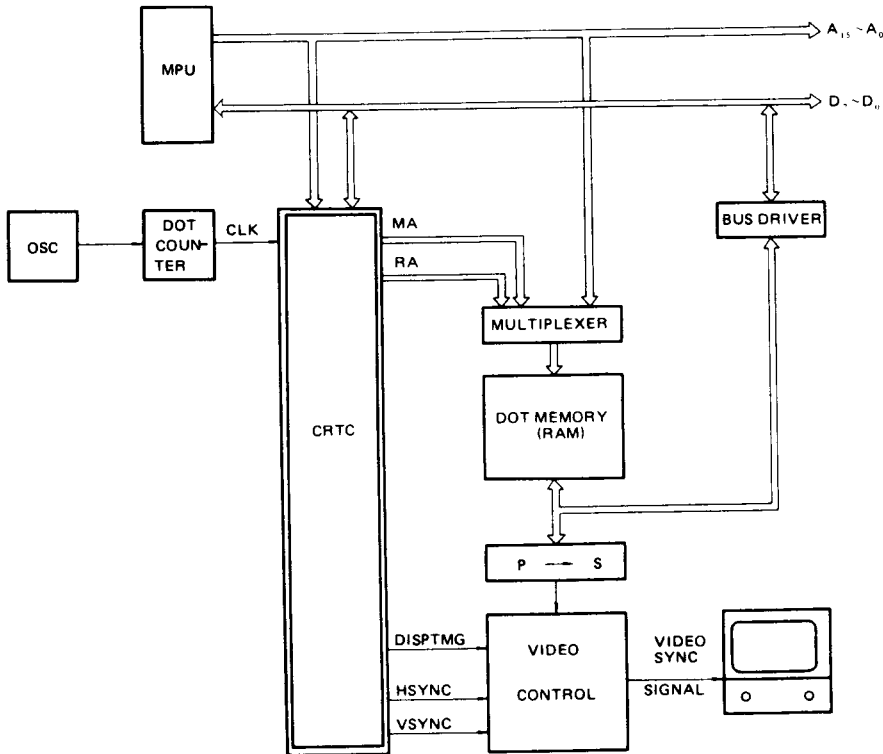 MPU
A₁₅ ~ A₀
D₇ ~ D₀
OSC
DOT
COUN-
TER
CLK
MA
RA
BUS DRIVER
MULTIPLEXER
CRTC
DOT MEMORY
(RAM)
P → S
DISPTMG
HSYNC
VSYNC
VIDEO
CONTROL
VIDEO
SYNC
SIGNAL